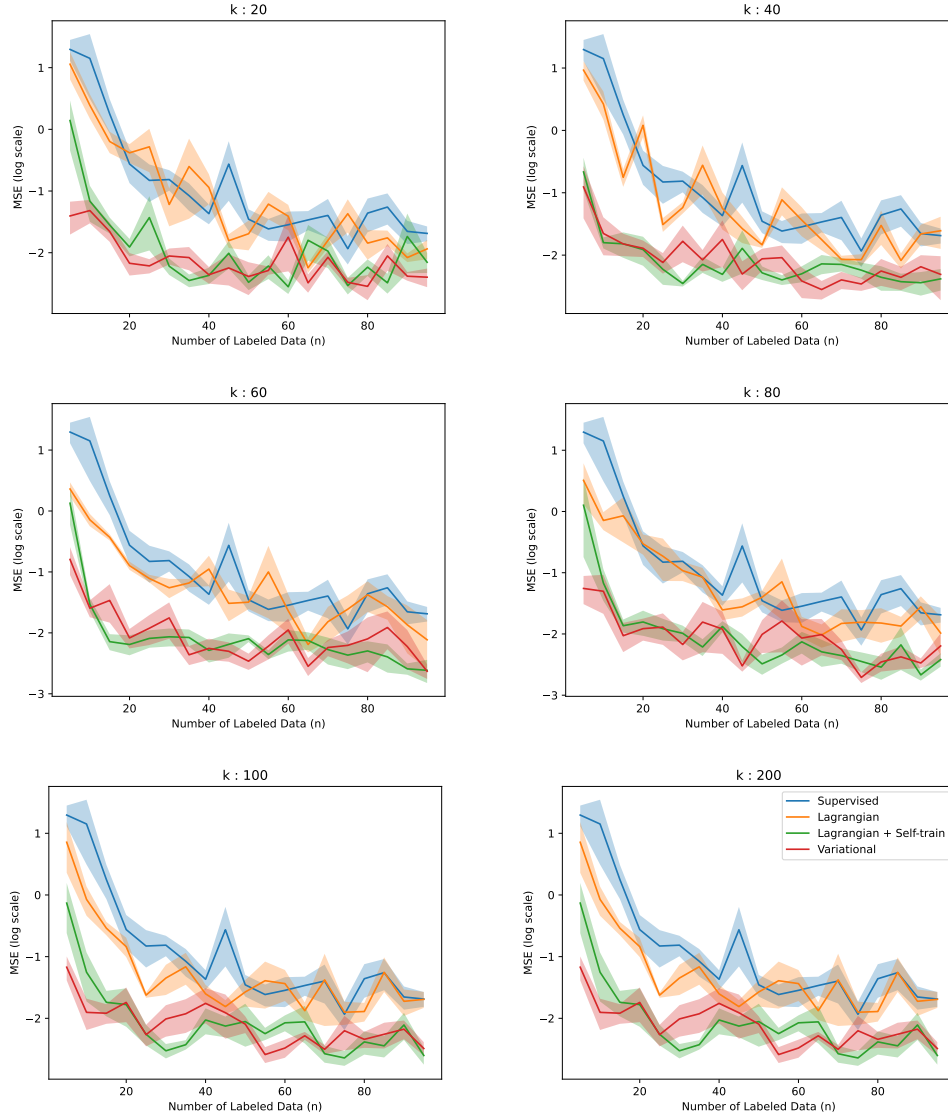 k : 20
k : 40
MSE (log scale)
1
0
−1
−2
20
40
60
80
Number of Labeled Data (n)
MSE (log scale)
1
0
−1
−2
20
40
60
80
Number of Labeled Data (n)
k : 60
k : 80
MSE (log scale)
1
0
−1
−2
−3
20
40
60
80
Number of Labeled Data (n)
MSE (log scale)
1
0
−1
−2
−3
20
40
60
80
Number of Labeled Data (n)
k : 100
k : 200
MSE (log scale)
1
0
−1
−2
20
40
60
80
Number of Labeled Data (n)
MSE (log scale)
1
0
−1
−2
20
40
60
80
Number of Labeled Data (n)
Supervised
Lagrangian
Lagrangian + Self-train
Variational